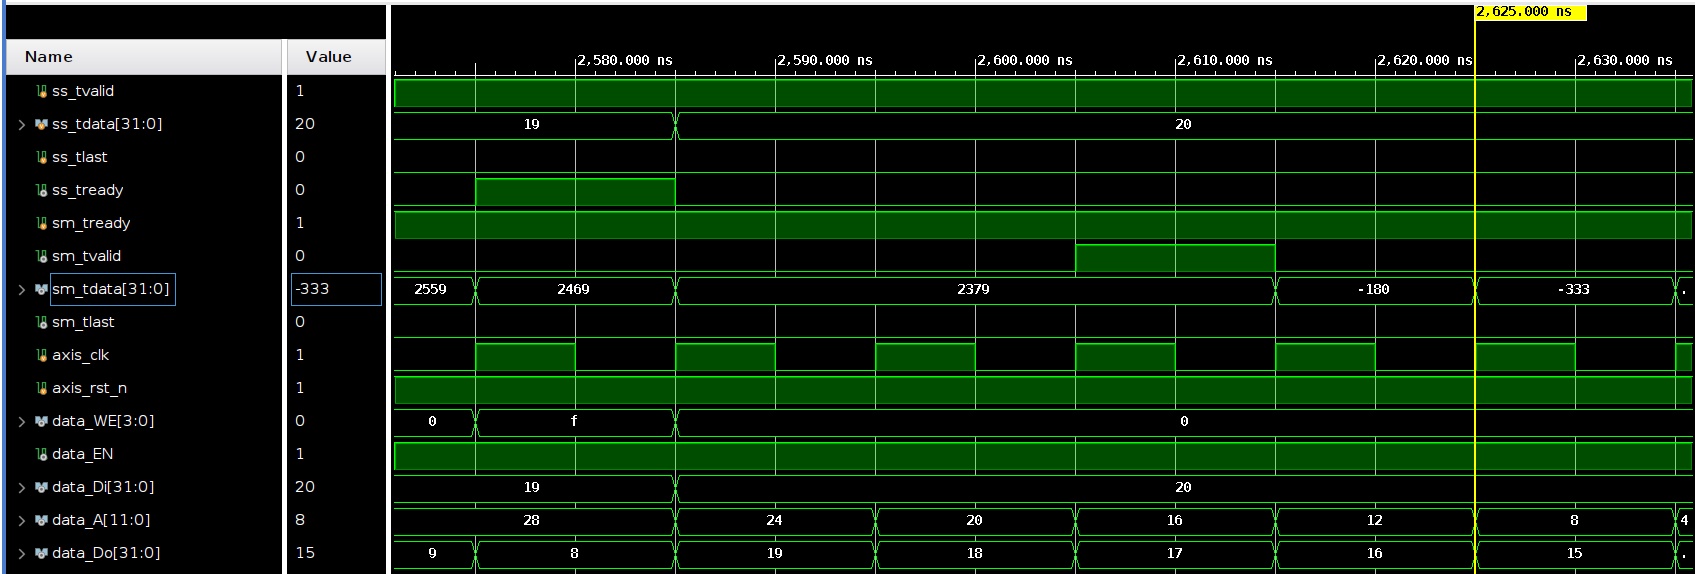 2,625.000 ns
Name Value
2,580.000 ns 2,590.000 ns 2,600.000 ns 2,610.000 ns 2,620.000 ns 2,630.000 ns
ss_tvalid 1
ss_tdata[31:0] 20 19 20
ss_tlast 0
ss_tready 0
sm_tready 1
sm_tvalid 0
sm_tdata[31:0] -333 2559 2469 2379 -180 -333 .
sm_tlast 0
axis_clk 1
axis_rst_n 1
data_WE[3:0] 0 0 f 0
data_EN 1
data_Di[31:0] 20 19 20
data_A[11:0] 8 28 24 20 16 12 8 4
data_Do[31:0] 15 9 8 19 18 17 16 15 .